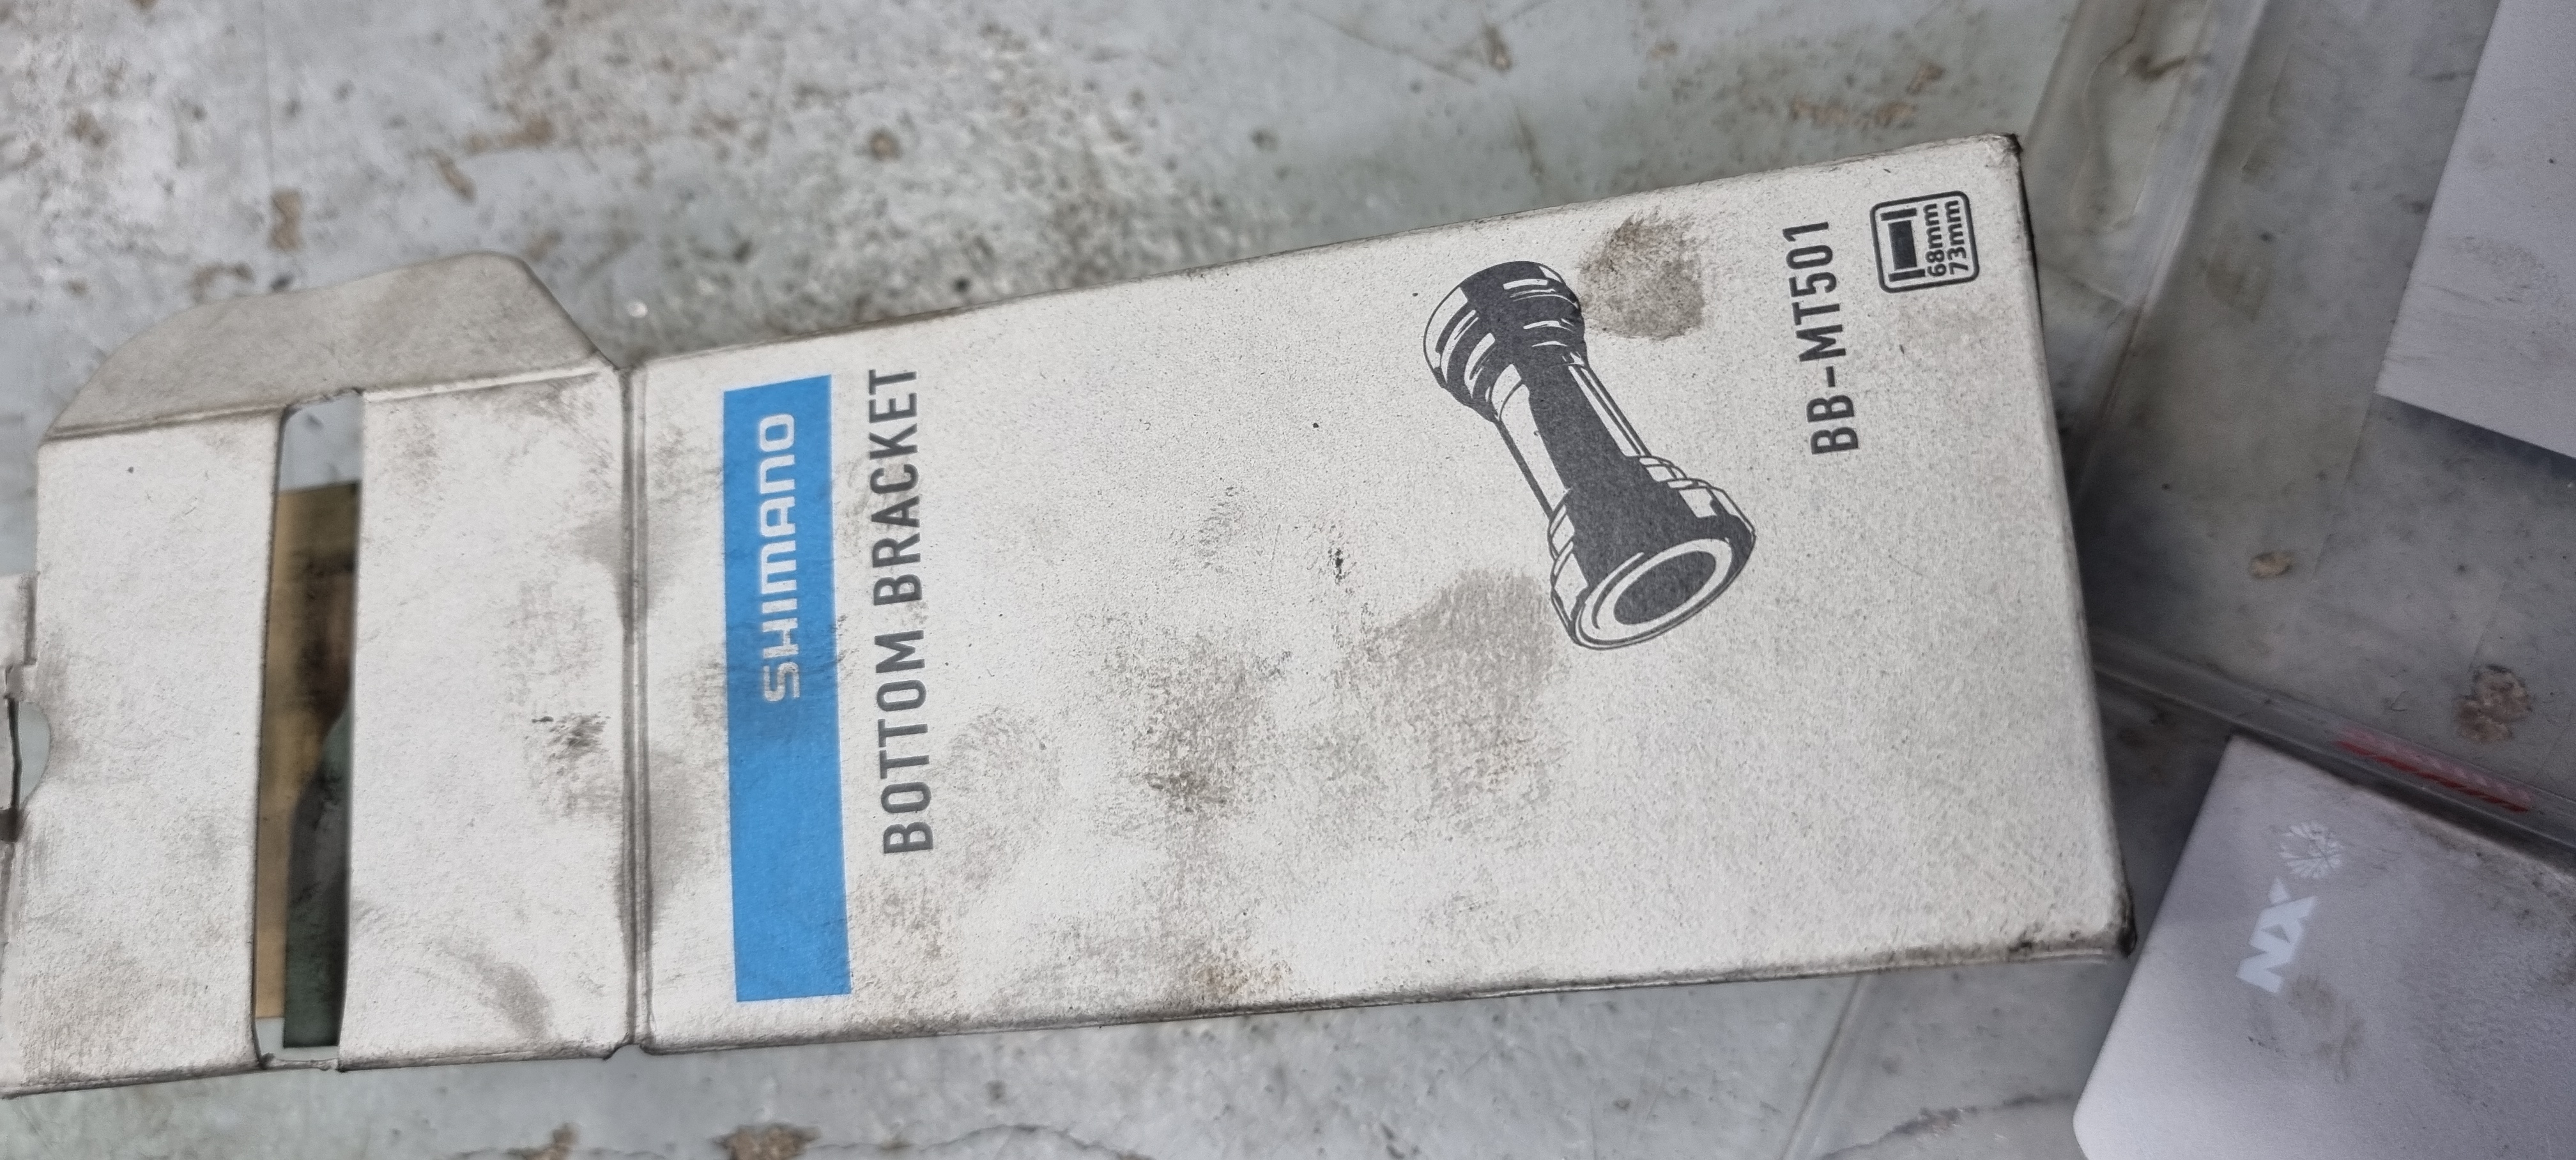 SHIMANO
BOTTOM BRACKET
BB-MT501
68mm
73mm
NX